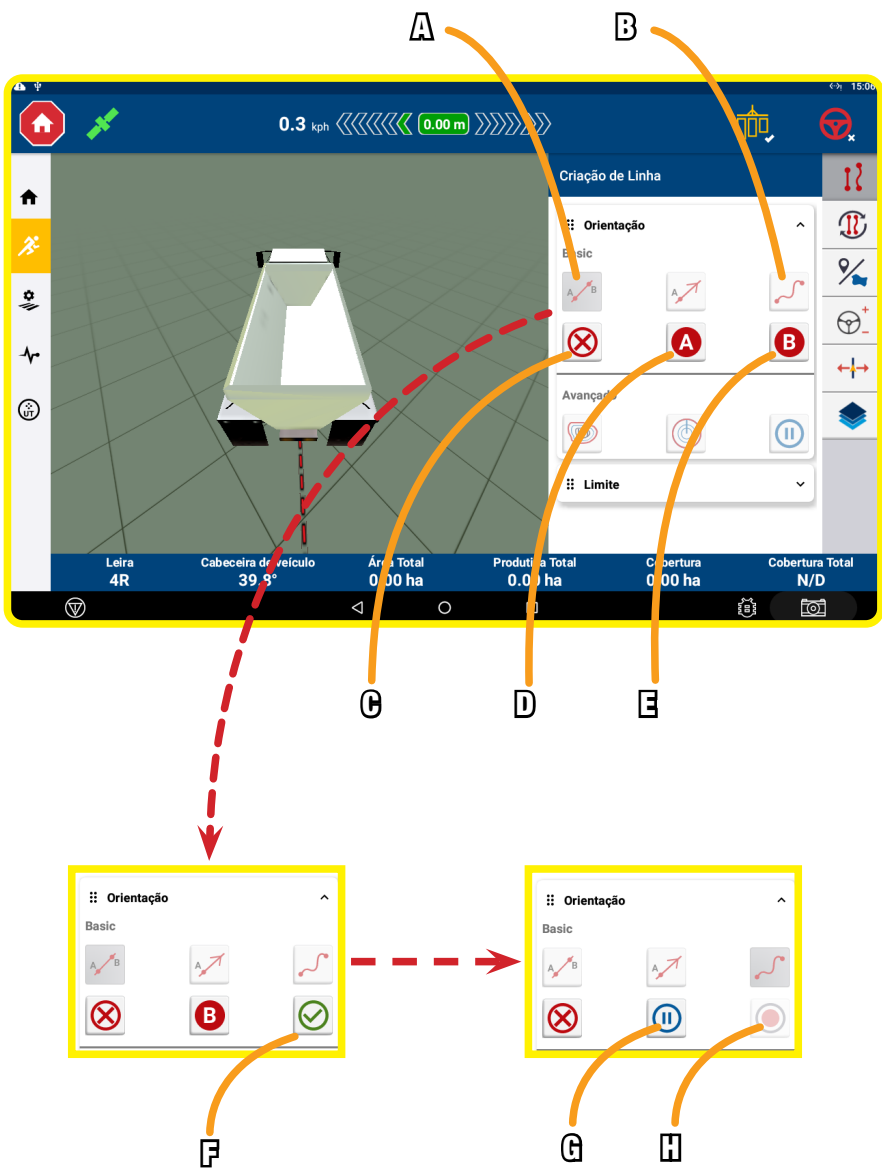 A B
15:06
0.3 kph 0.00 m
Criação de Linha
Orientação
Basic
A B A
A B
Avançado
Limite
UT
Leira Cabeceira de veículo Área Total Produtiva Total Cobertura Cobertura Total
4R 39.8° 0.00 ha 0.00 ha 0.00 ha N/D
C D E
Orientação
Basic
A B A
B
F
Orientação
Basic
A B A
G H